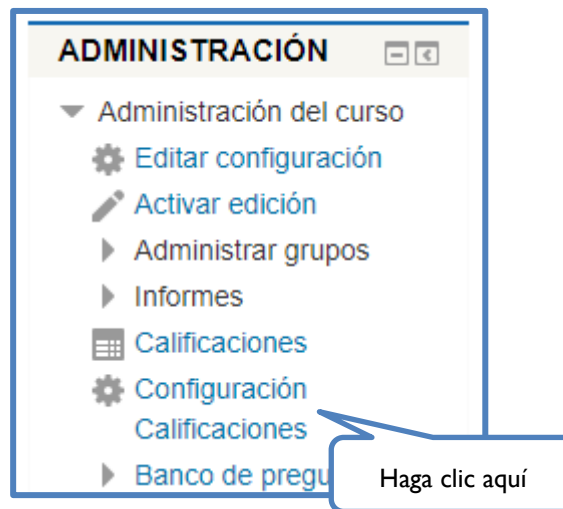 ADMINISTRACIÓN
Administración del curso
Editar configuración
Activar edición
Administrar grupos
Informes
Calificaciones
Configuración
Calificaciones
Banco de pregu
Haga clic aquí